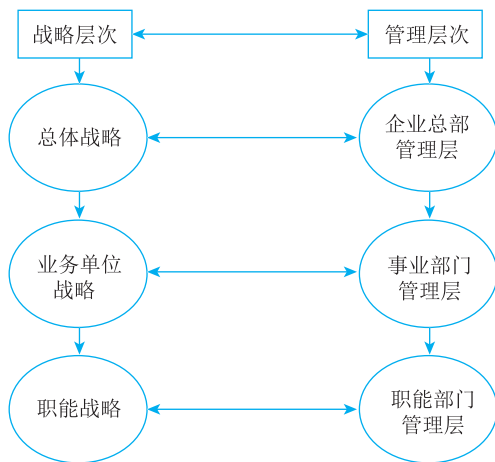 战略层次
管理层次
总体战略
企业总部
管理层
业务单位
战略
事业部门
管理层
职能战略
职能部门
管理层